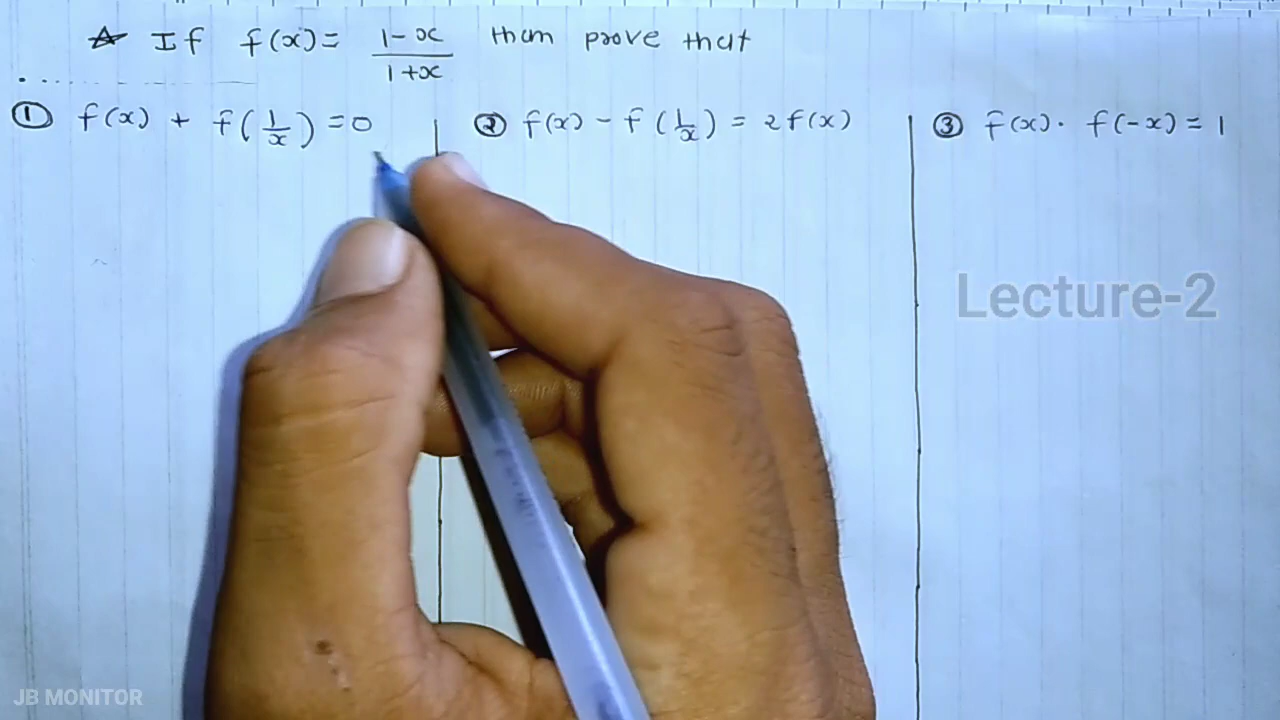 ☆ If f(x) = 1-x/1+x then prove that
① f(x) + f(1/x) = 0
② f(x) - f(1/x) = 2f(x)
③ f(x) · f(-x) = 1
Lecture-2
JB MONITOR